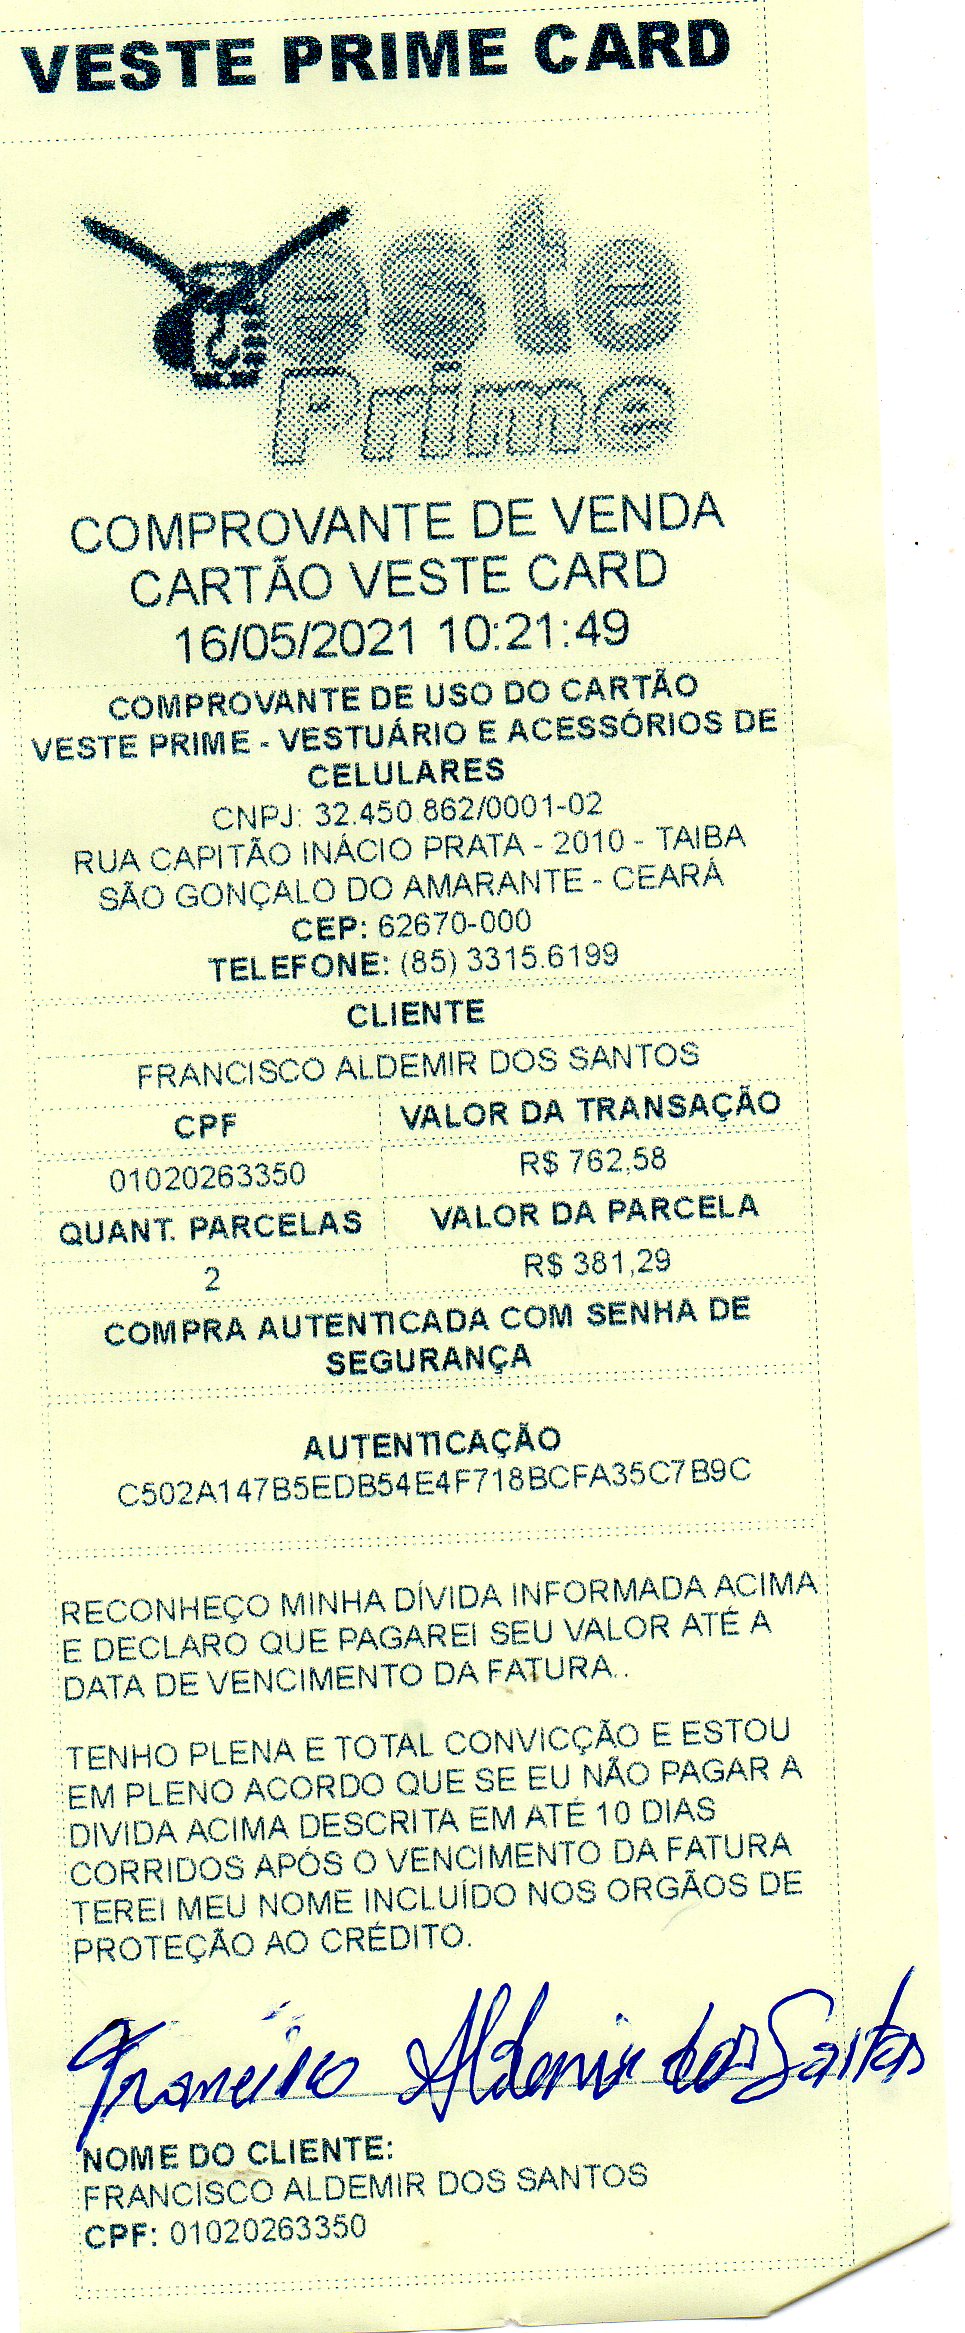 VESTE PRIME CARD
este
Prime
COMPROVANTE DE VENDA
CARTÃO VESTE CARD
16/05/2021 10:21:49
COMPROVANTE DE USO DO CARTÃO
VESTE PRIME - VESTUÁRIO E ACESSÓRIOS DE
CELULARES
CNPJ: 32.450.862/0001-02
RUA CAPITÃO INÁCIO PRATA - 2010 - TAIBA
SÃO GONÇALO DO AMARANTE - CEARÁ
CEP: 62670-000
TELEFONE: (85) 3315.6199
CLIENTE
FRANCISCO ALDEMIR DOS SANTOS
CPF VALOR DA TRANSAÇÃO
01020263350 R$ 762,58
QUANT. PARCELAS VALOR DA PARCELA
2 R$ 381,29
COMPRA AUTENTICADA COM SENHA DE
SEGURANÇA
AUTENTICAÇÃO
C502A147B5EDB54E4F718BCFA35C7B9C
RECONHEÇO MINHA DÍVIDA INFORMADA ACIMA
E DECLARO QUE PAGAREI SEU VALOR ATÉ A
DATA DE VENCIMENTO DA FATURA..
TENHO PLENA E TOTAL CONVICÇÃO E ESTOU
EM PLENO ACORDO QUE SE EU NÃO PAGAR A
DIVIDA ACIMA DESCRITA EM ATÉ 10 DIAS
CORRIDOS APÓS O VENCIMENTO DA FATURA
TEREI MEU NOME INCLUÍDO NOS ORGÃOS DE
PROTEÇÃO AO CRÉDITO.
Francisco Aldemir dos Santos
NOME DO CLIENTE:
FRANCISCO ALDEMIR DOS SANTOS
CPF: 01020263350